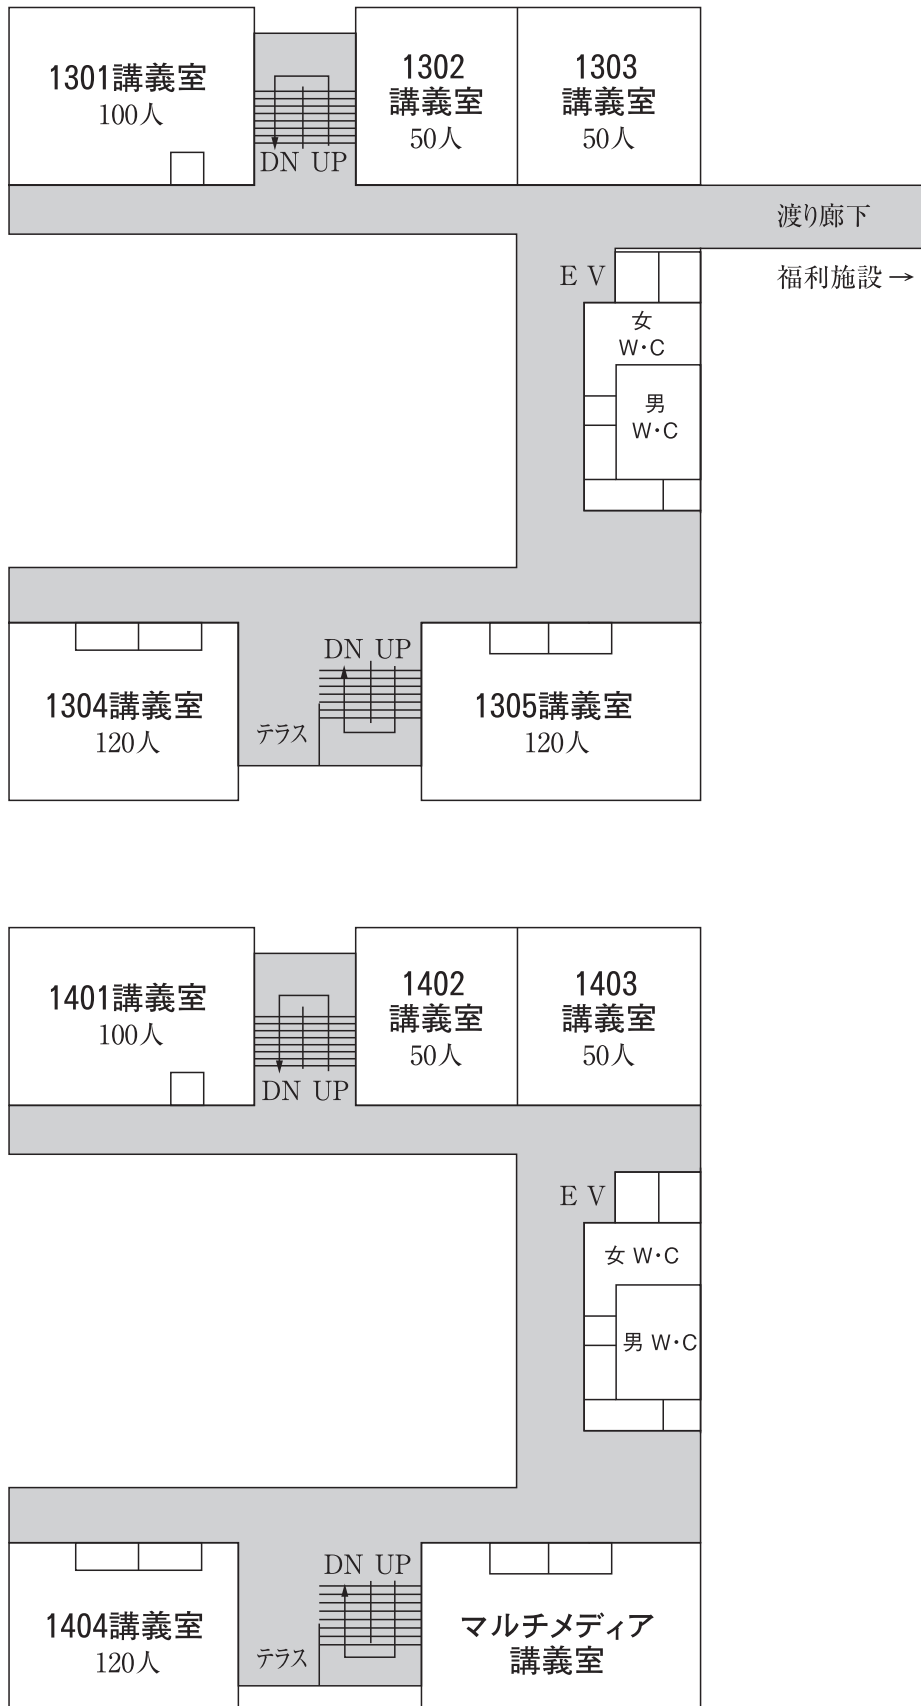 1301講義室
100人
DN UP
1302
講義室
50人
1303
講義室
50人
渡り廊下
福利施設→
E V
女
W・C
男
W・C
DN UP
1304講義室
120人
テラス
1305講義室
120人
1401講義室
100人
DN UP
1402
講義室
50人
1403
講義室
50人
E V
女 W・C
男 W・C
DN UP
1404講義室
120人
テラス
マルチメディア
講義室